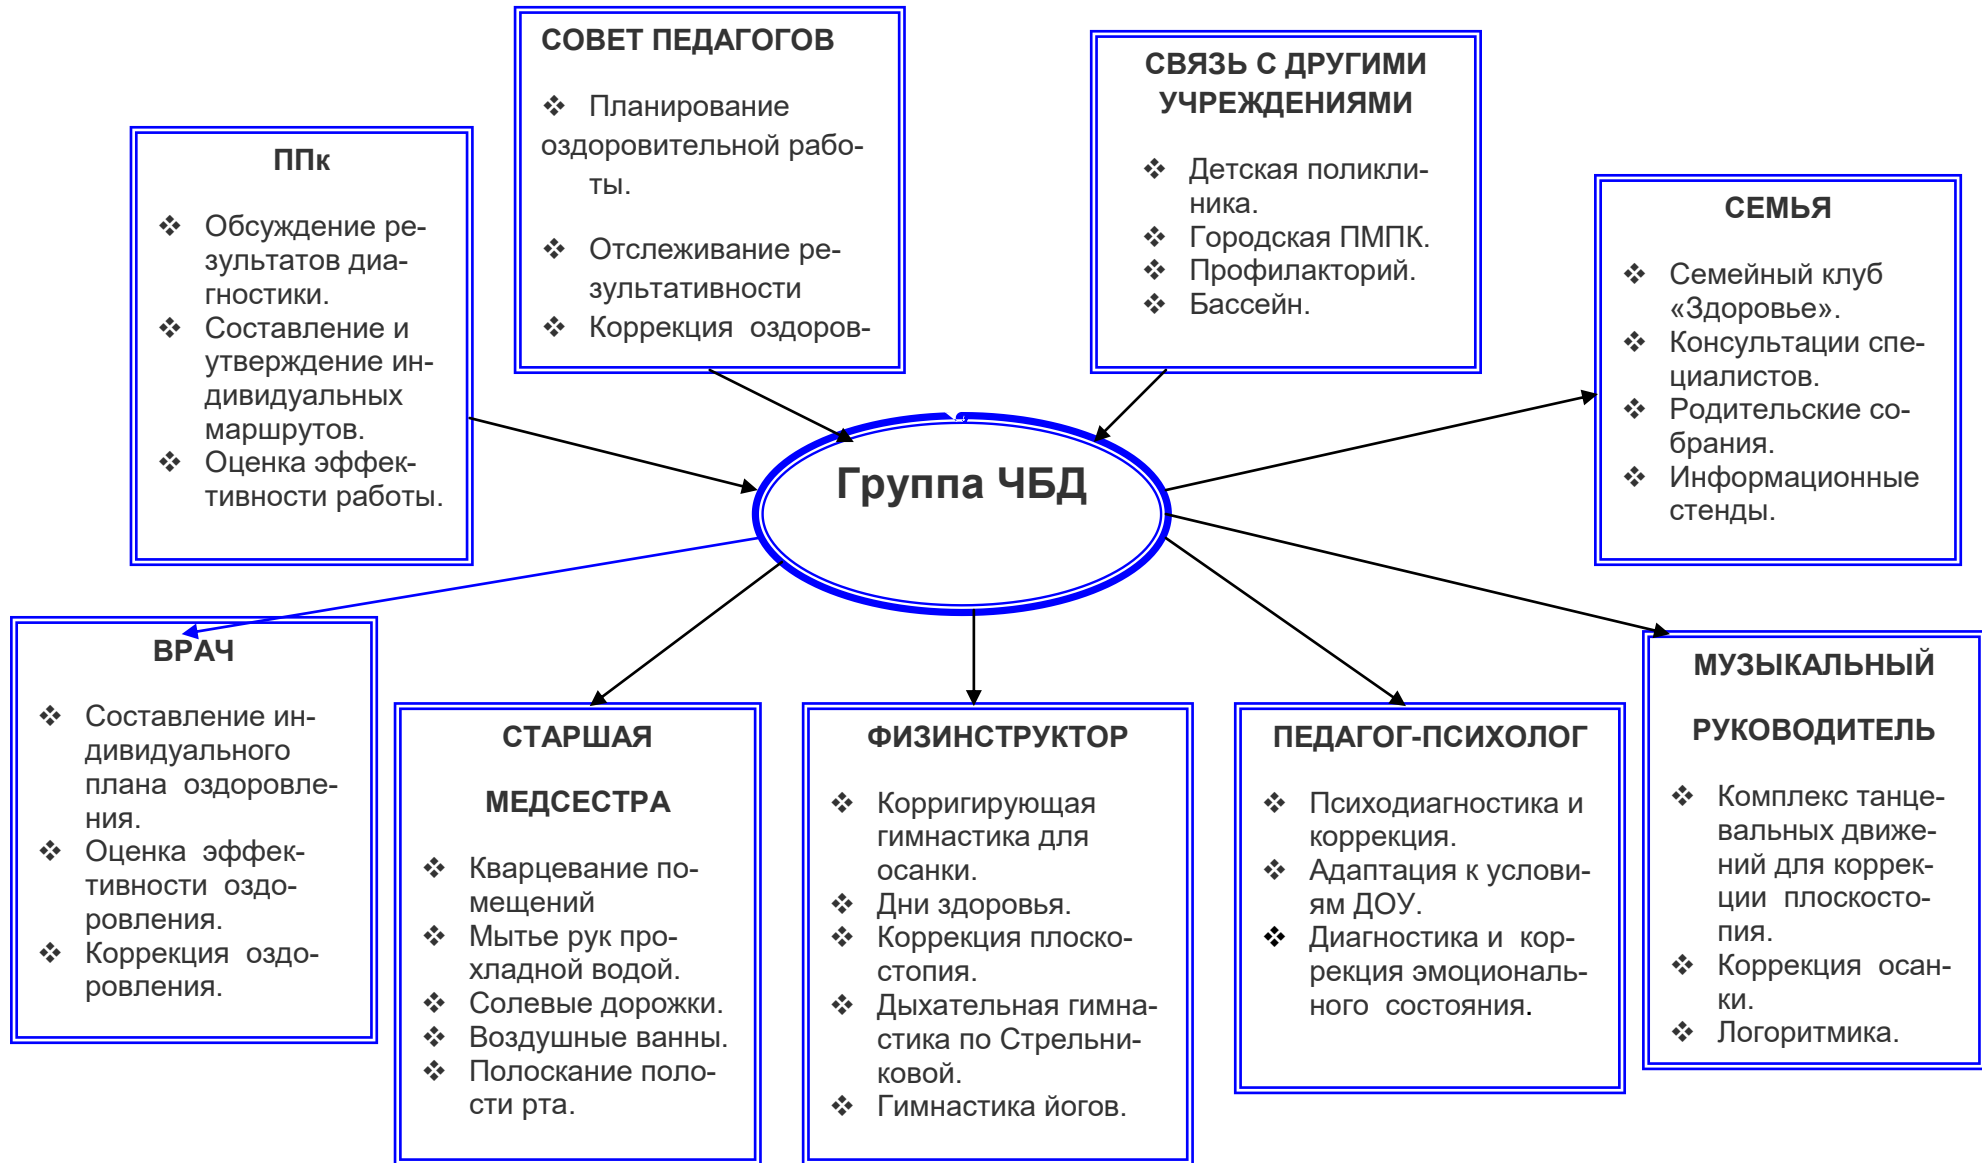 СОВЕТ ПЕДАГОГОВ
❖ Планирование
оздоровительной рабо-
ты.
❖ Отслеживание ре-
зультативности
❖ Коррекция оздоров-
СВЯЗЬ С ДРУГИМИ
УЧРЕЖДЕНИЯМИ
❖ Детская поликли-
ника.
❖ Городская ПМПК.
❖ Профилакторий.
❖ Бассейн.
ППк
❖ Обсуждение ре-
зультатов диа-
гностики.
❖ Составление и
утверждение ин-
дивидуальных
маршрутов.
❖ Оценка эффек-
тивности работы.
СЕМЬЯ
❖ Семейный клуб
«Здоровье».
❖ Консультации спе-
циалистов.
❖ Родительские со-
брания.
❖ Информационные
стенды.
Группа ЧБД
ВРАЧ
❖ Составление ин-
дивидуального
плана оздоровле-
ния.
❖ Оценка эффек-
тивности оздо-
ровления.
❖ Коррекция оздо-
ровления.
СТАРШАЯ
МЕДСЕСТРА
❖ Кварцевание по-
мещений
❖ Мытье рук про-
хладной водой.
❖ Солевые дорожки.
❖ Воздушные ванны.
❖ Полоскание поло-
сти рта.
ФИЗИНСТРУКТОР
❖ Корригирующая
гимнастика для
осанки.
❖ Дни здоровья.
❖ Коррекция плоско-
стопия.
❖ Дыхательная гимна-
стика по Стрельни-
ковой.
❖ Гимнастика йогов.
ПЕДАГОГ-ПСИХОЛОГ
❖ Психодиагностика и
коррекция.
❖ Адаптация к услови-
ям ДОУ.
❖ Диагностика и кор-
рекция эмоциональ-
ного состояния.
МУЗЫКАЛЬНЫЙ
РУКОВОДИТЕЛЬ
❖ Комплекс танце-
вальных движе-
ний для коррек-
ции плоскосто-
пия.
❖ Коррекция осан-
ки.
❖ Логоритмика.